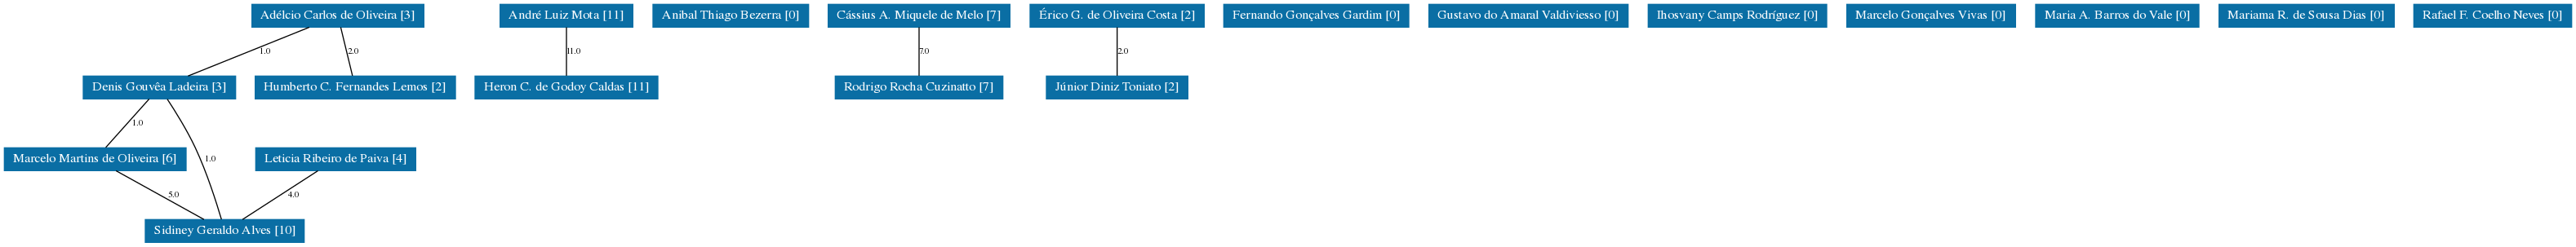 Adélcio Carlos de Oliveira [3]
André Luiz Mota [11]
Anibal Thiago Bezerra [0]
Cássius A. Miquele de Melo [7]
Érico G. de Oliveira Costa [2]
Fernando Gonçalves Gardim [0]
Gustavo do Amaral Valdiviesso [0]
Ihosvany Camps Rodríguez [0]
Marcelo Gonçalves Vivas [0]
Maria A. Barros do Vale [0]
Mariama R. de Sousa Dias [0]
Rafael F. Coelho Neves [0]
1.0
2.0
11.0
7.0
2.0
Denis Gouvêa Ladeira [3]
Humberto C. Fernandes Lemos [2]
Heron C. de Godoy Caldas [11]
Rodrigo Rocha Cuzinatto [7]
Júnior Diniz Toniato [2]
1.0
Marcelo Martins de Oliveira [6]
1.0
Leticia Ribeiro de Paiva [4]
5.0
4.0
Sidiney Geraldo Alves [10]